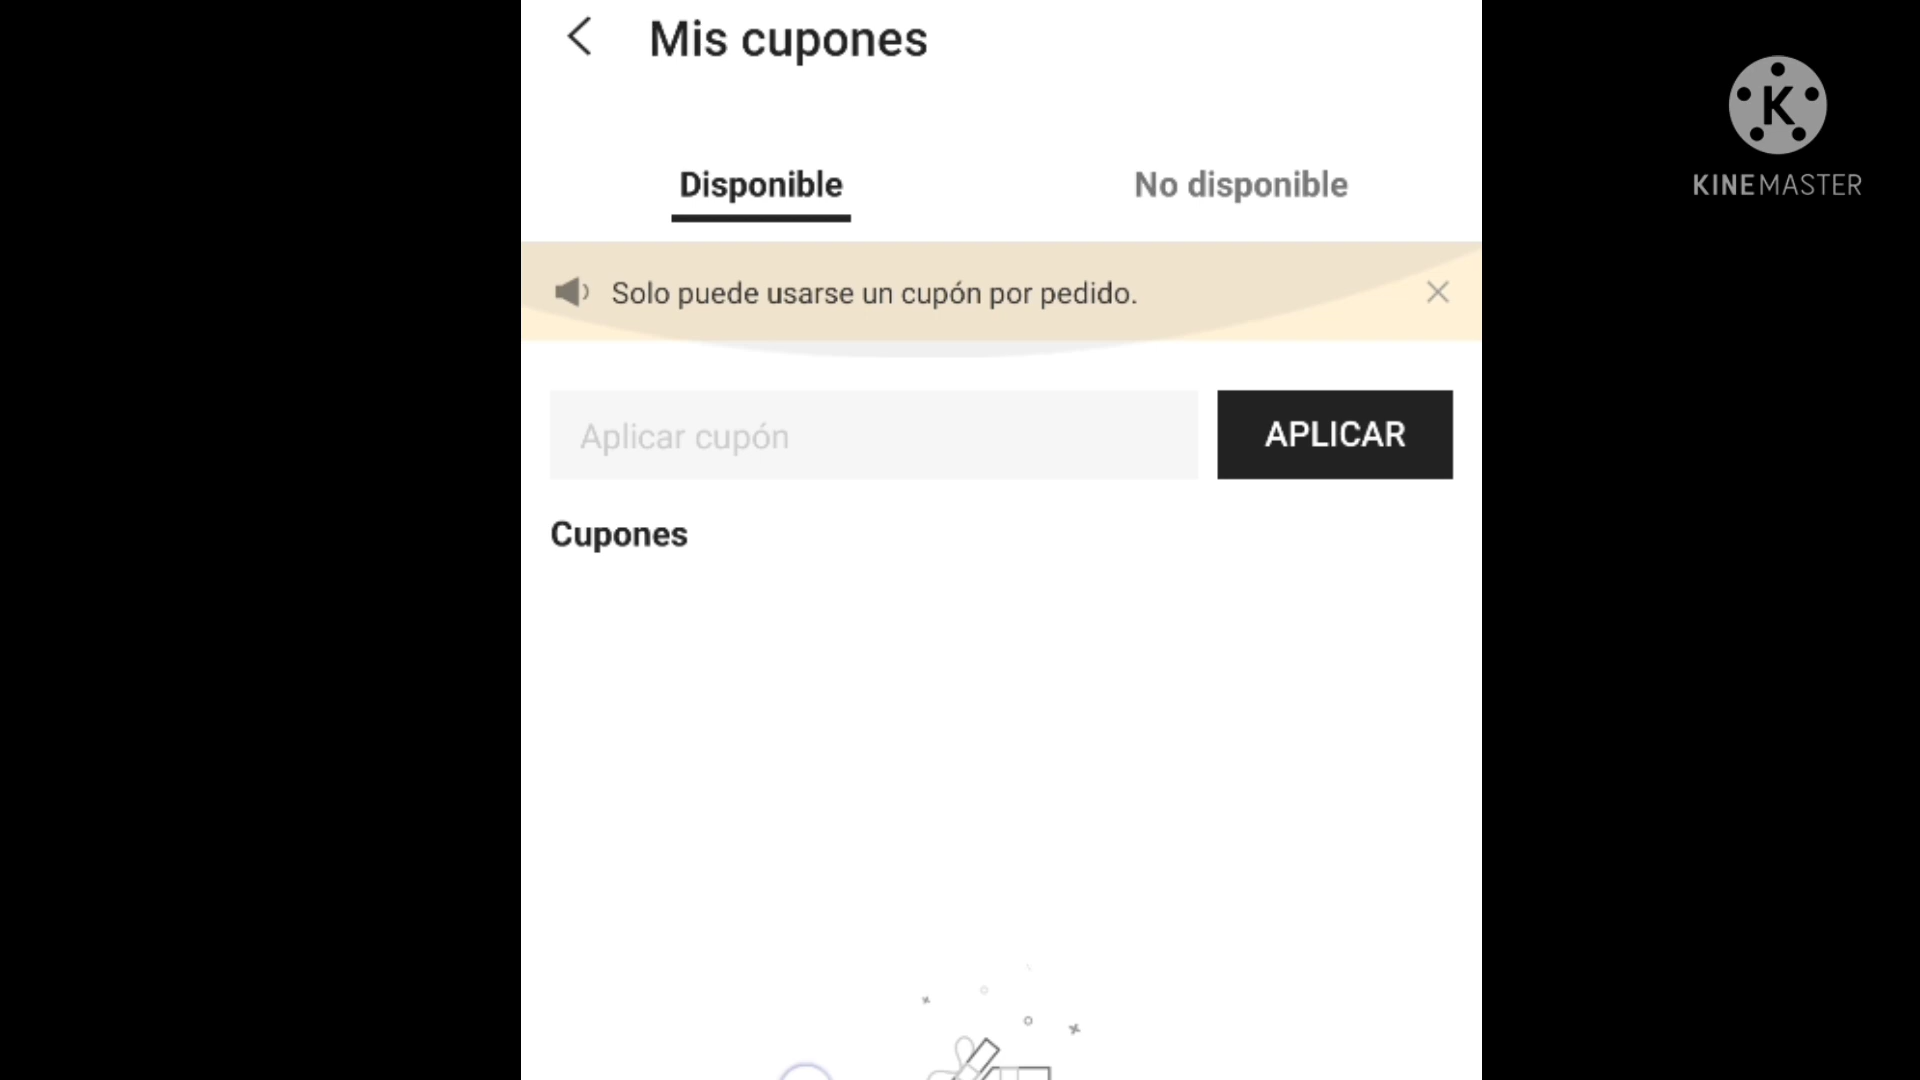 Mis cupones
Disponible
No disponible
Solo puede usarse un cupón por pedido.
Aplicar cupón
APLICAR
Cupones
K
KINEMASTER